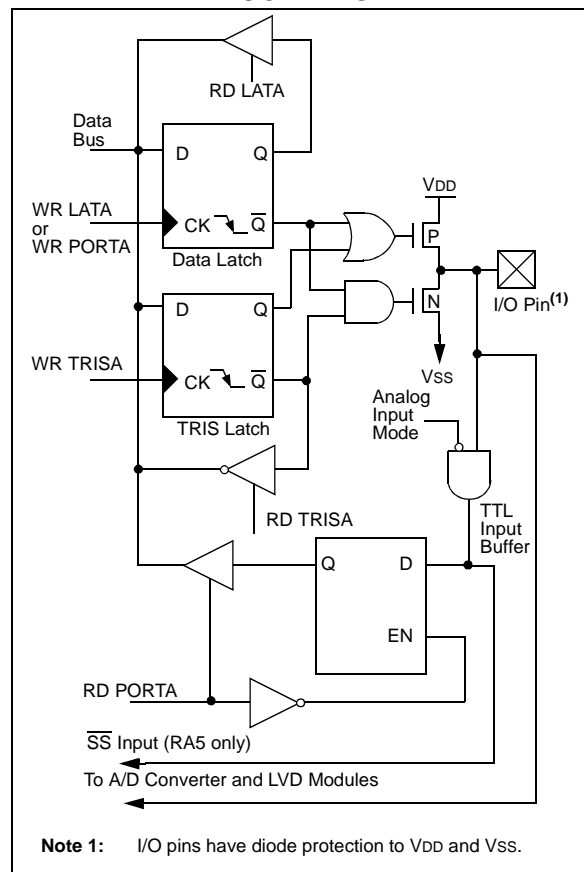 RD LATA
Data
Bus
D Q
VDD
WR LATA
or
WR PORTA
CK Q
P
Data Latch
N
I/O Pin(1)
D Q
WR TRISA
CK Q
VSS
TRIS Latch
Analog
Input
Mode
RD TRISA
TTL
Input
Buffer
Q D
EN
RD PORTA
SS Input (RA5 only)
To A/D Converter and LVD Modules
Note 1: I/O pins have diode protection to VDD and VSS.